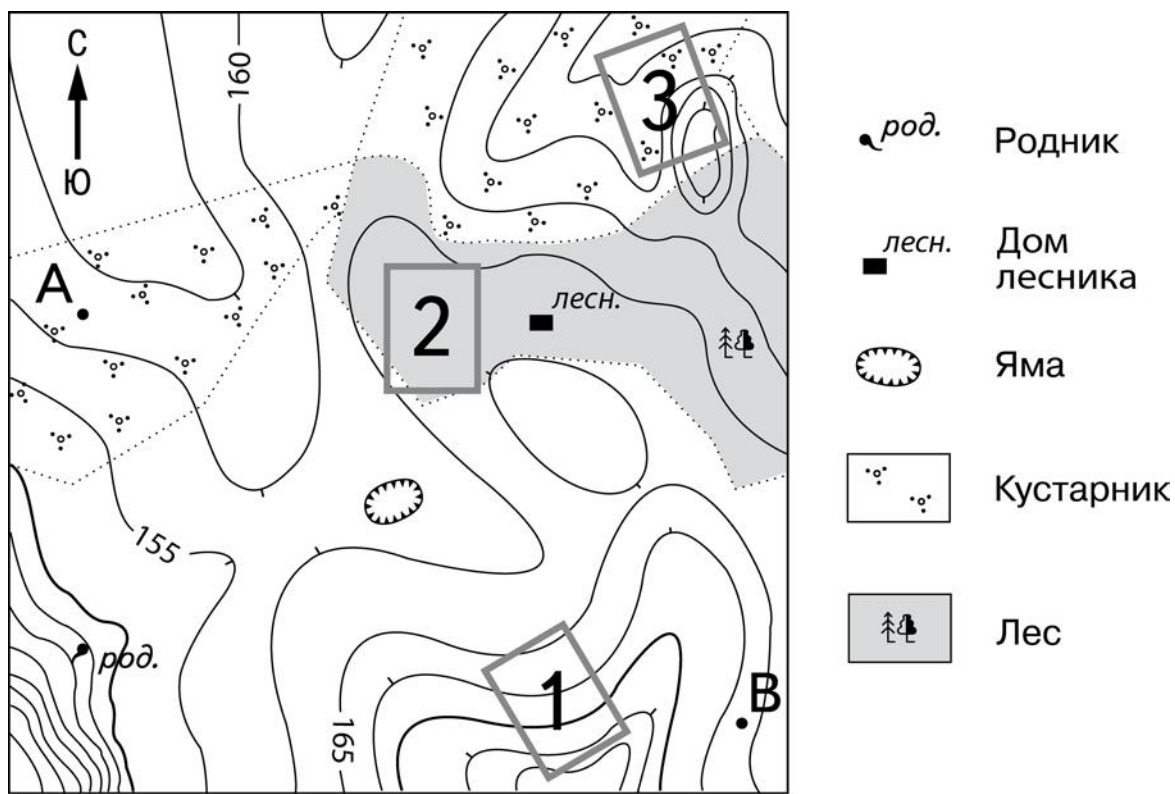 С
Ю
160
3
А
2
лесн.
155
род.
1
165
В
род.
Родник
лесн.
Дом
лесника
Яма
Кустарник
Лес